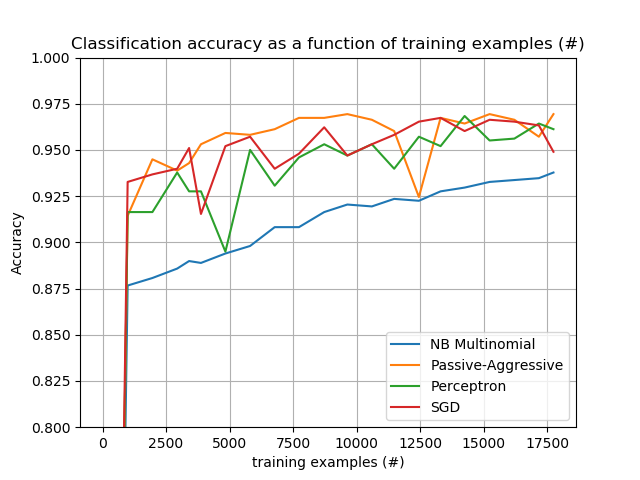 Classification accuracy as a function of training examples (#)
1.000
0.975
0.950
0.925
0.900
0.875
0.850
0.825
0.800
Accuracy
NB Multinomial
Passive-Aggressive
Perceptron
SGD
0 2500 5000 7500 10000 12500 15000 17500
training examples (#)